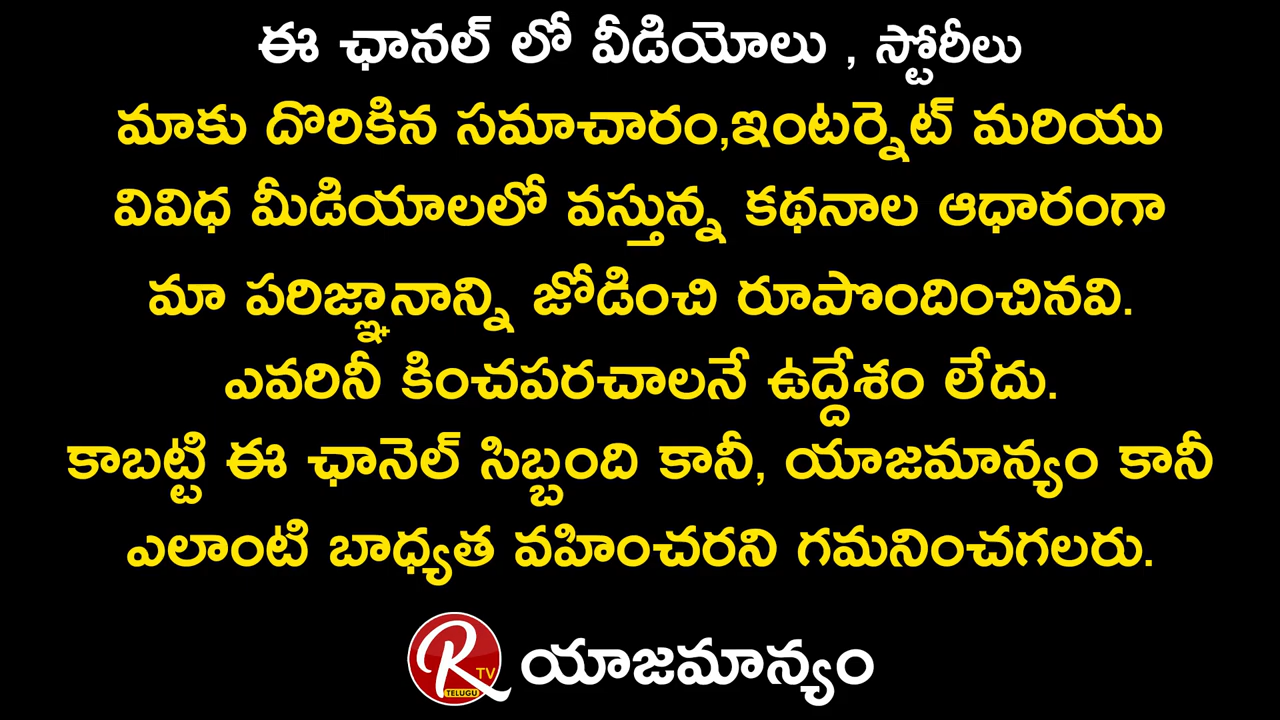 ఈ ఛానల్ లో వీడియోలు , స్టోరీలు
మాకు దొరికిన సమాచారం,ఇంటర్నెట్ మరియు
వివిధ మీడియాలలో వస్తున్న కథనాల ఆధారంగా
మా పరిజ్ఞానాన్ని జోడించి రూపొందించినవి.
ఎవరినీ కించపరచాలనే ఉద్దేశం లేదు.
కాబట్టి ఈ ఛానెల్ సిబ్బంది కానీ, యాజమాన్యం కానీ
ఎలాంటి బాధ్యత వహించరని గమనించగలరు.
R TV TELUGU యాజమాన్యం